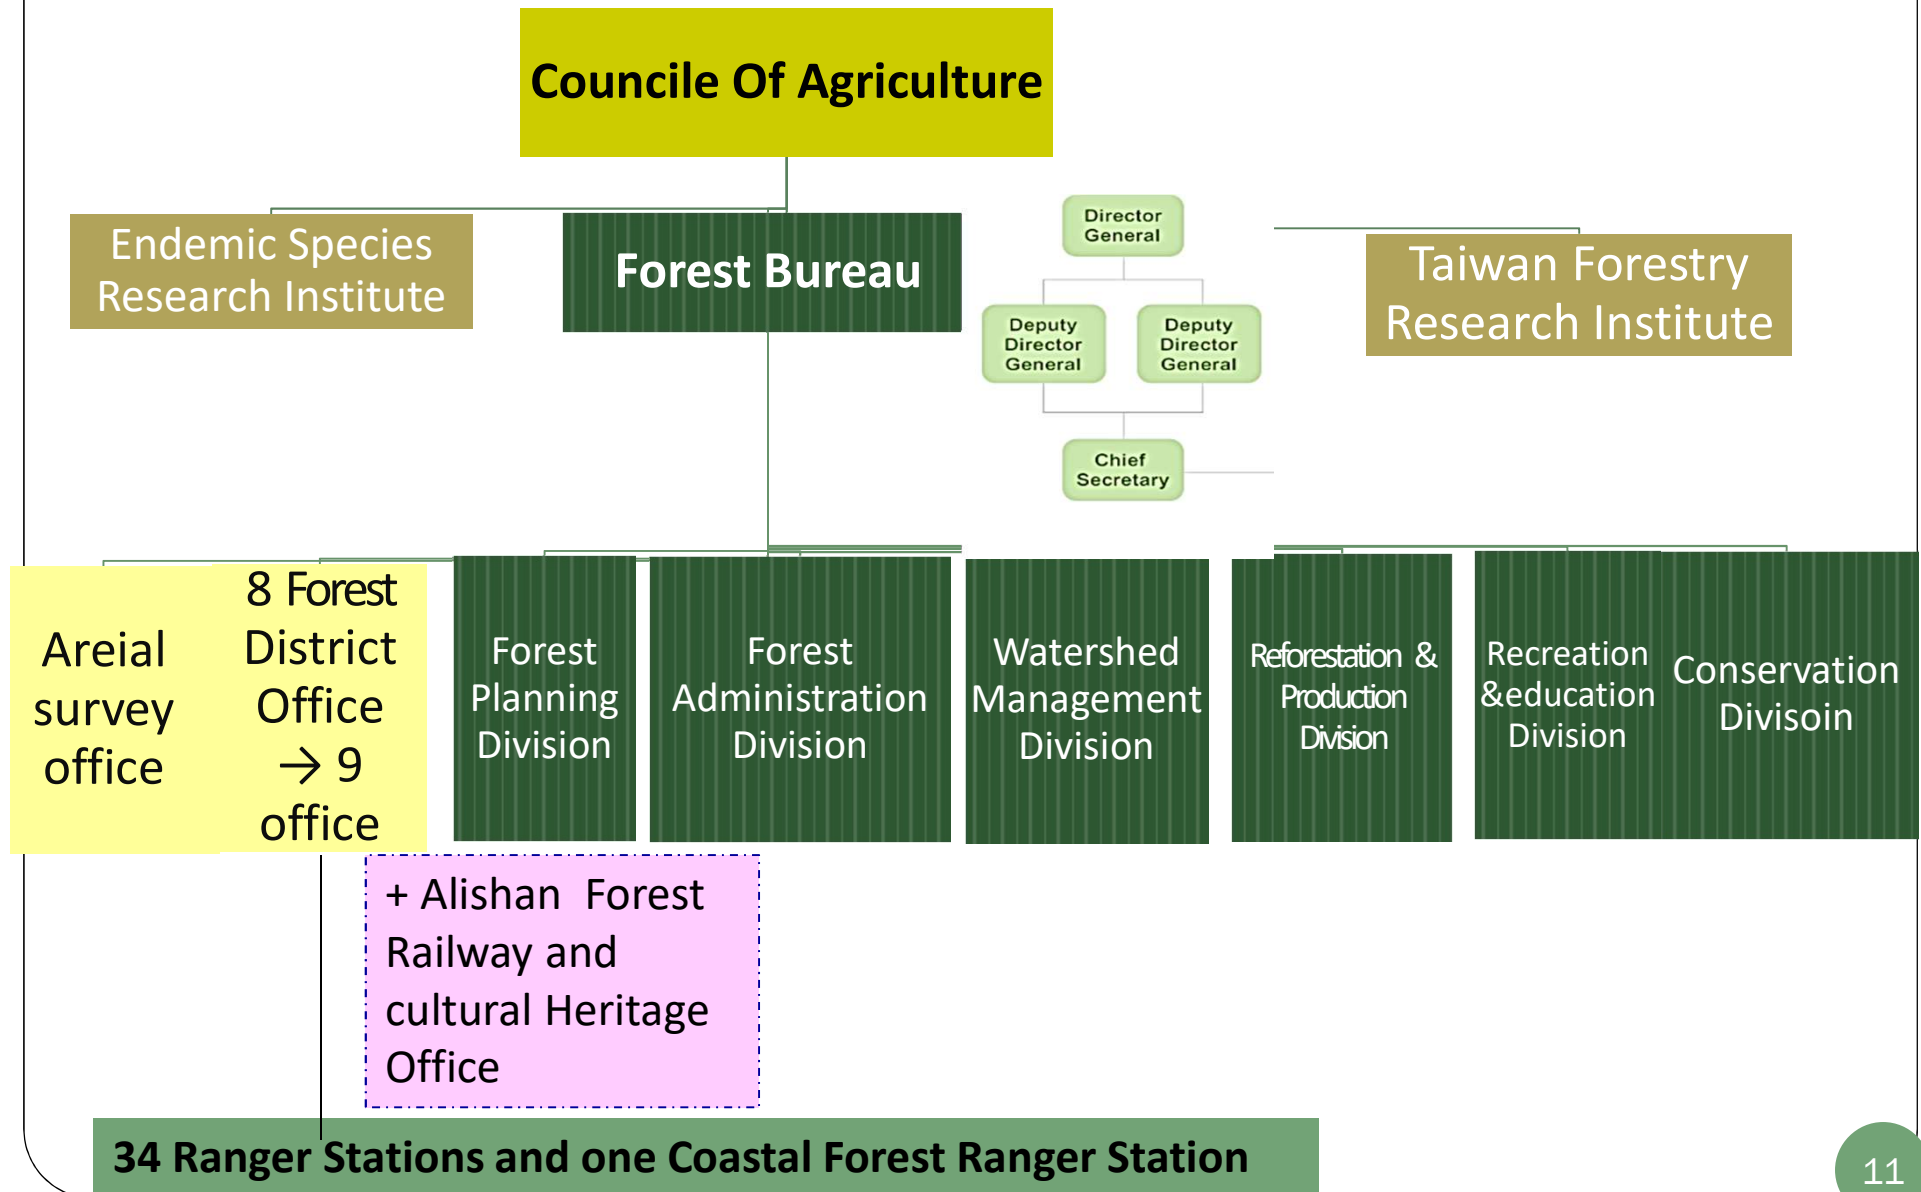 Councile Of Agriculture
Endemic Species
Research Institute
Forest Bureau
Director
General
Deputy
Director
General
Deputy
Director
General
Chief
Secretary
Taiwan Forestry
Research Institute
Areial
survey
office
8 Forest
District
Office
→ 9
office
Forest
Planning
Division
Forest
Administration
Division
Watershed
Management
Division
Reforestation &
Production
Division
Recreation
&education
Division
Conservation
Divisoin
+ Alishan Forest
Railway and
cultural Heritage
Office
34 Ranger Stations and one Coastal Forest Ranger Station
11